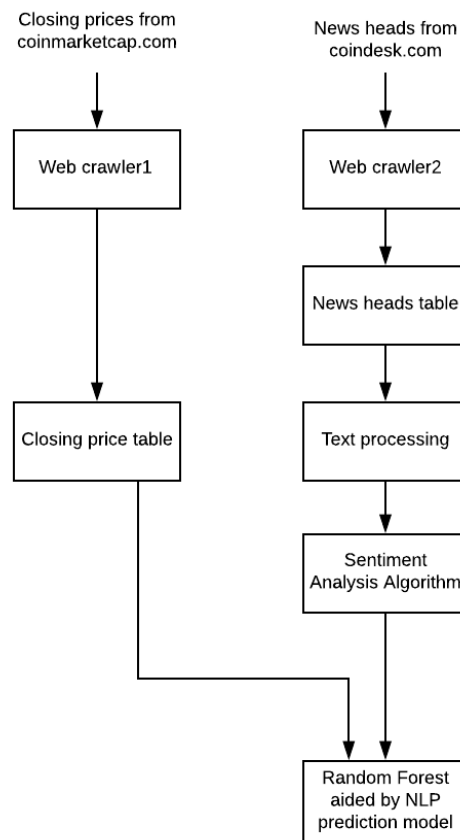 Closing prices from
coinmarketcap.com
News heads from
coindesk.com
Web crawler1
Web crawler2
News heads table
Closing price table
Text processing
Sentiment
Analysis Algorithm
Random Forest
aided by NLP
prediction model